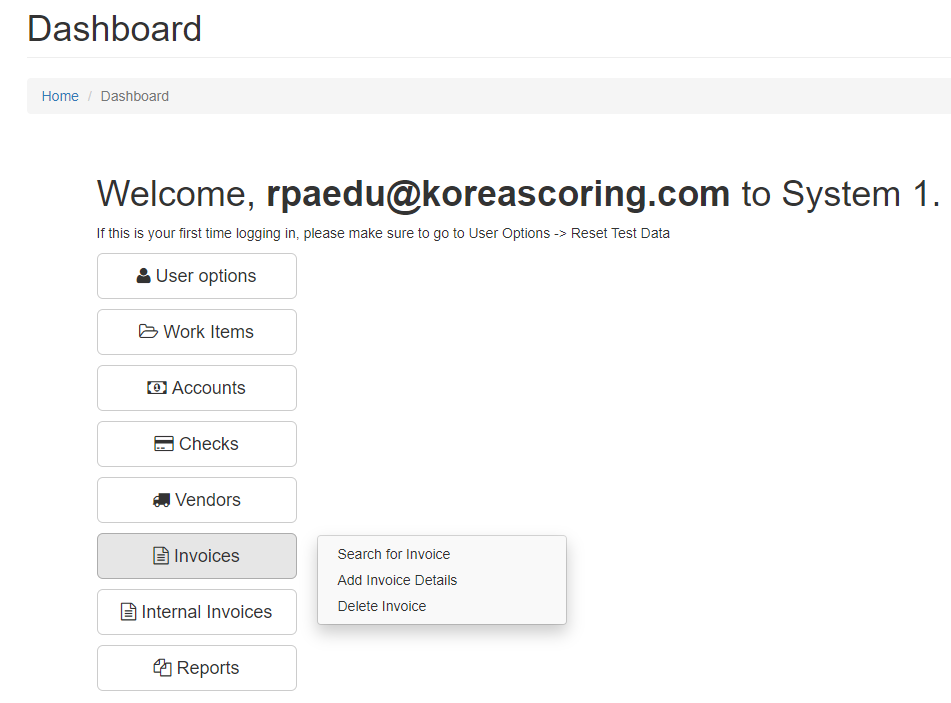 Dashboard
Home / Dashboard
Welcome, rpaedu@koreascoring.com to System 1.
If this is your first time logging in, please make sure to go to User Options -> Reset Test Data
User options
Work Items
Accounts
Checks
Vendors
Invoices
Search for Invoice
Add Invoice Details
Delete Invoice
Internal Invoices
Reports